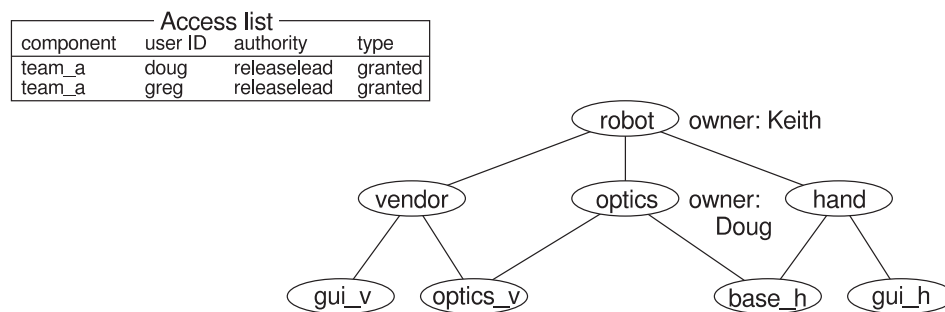 Access list
component user ID authority type
team_a doug releaselead granted
team_a greg releaselead granted
robot owner: Keith
vendor optics owner: hand
Doug
gui_v optics_v base_h gui_h